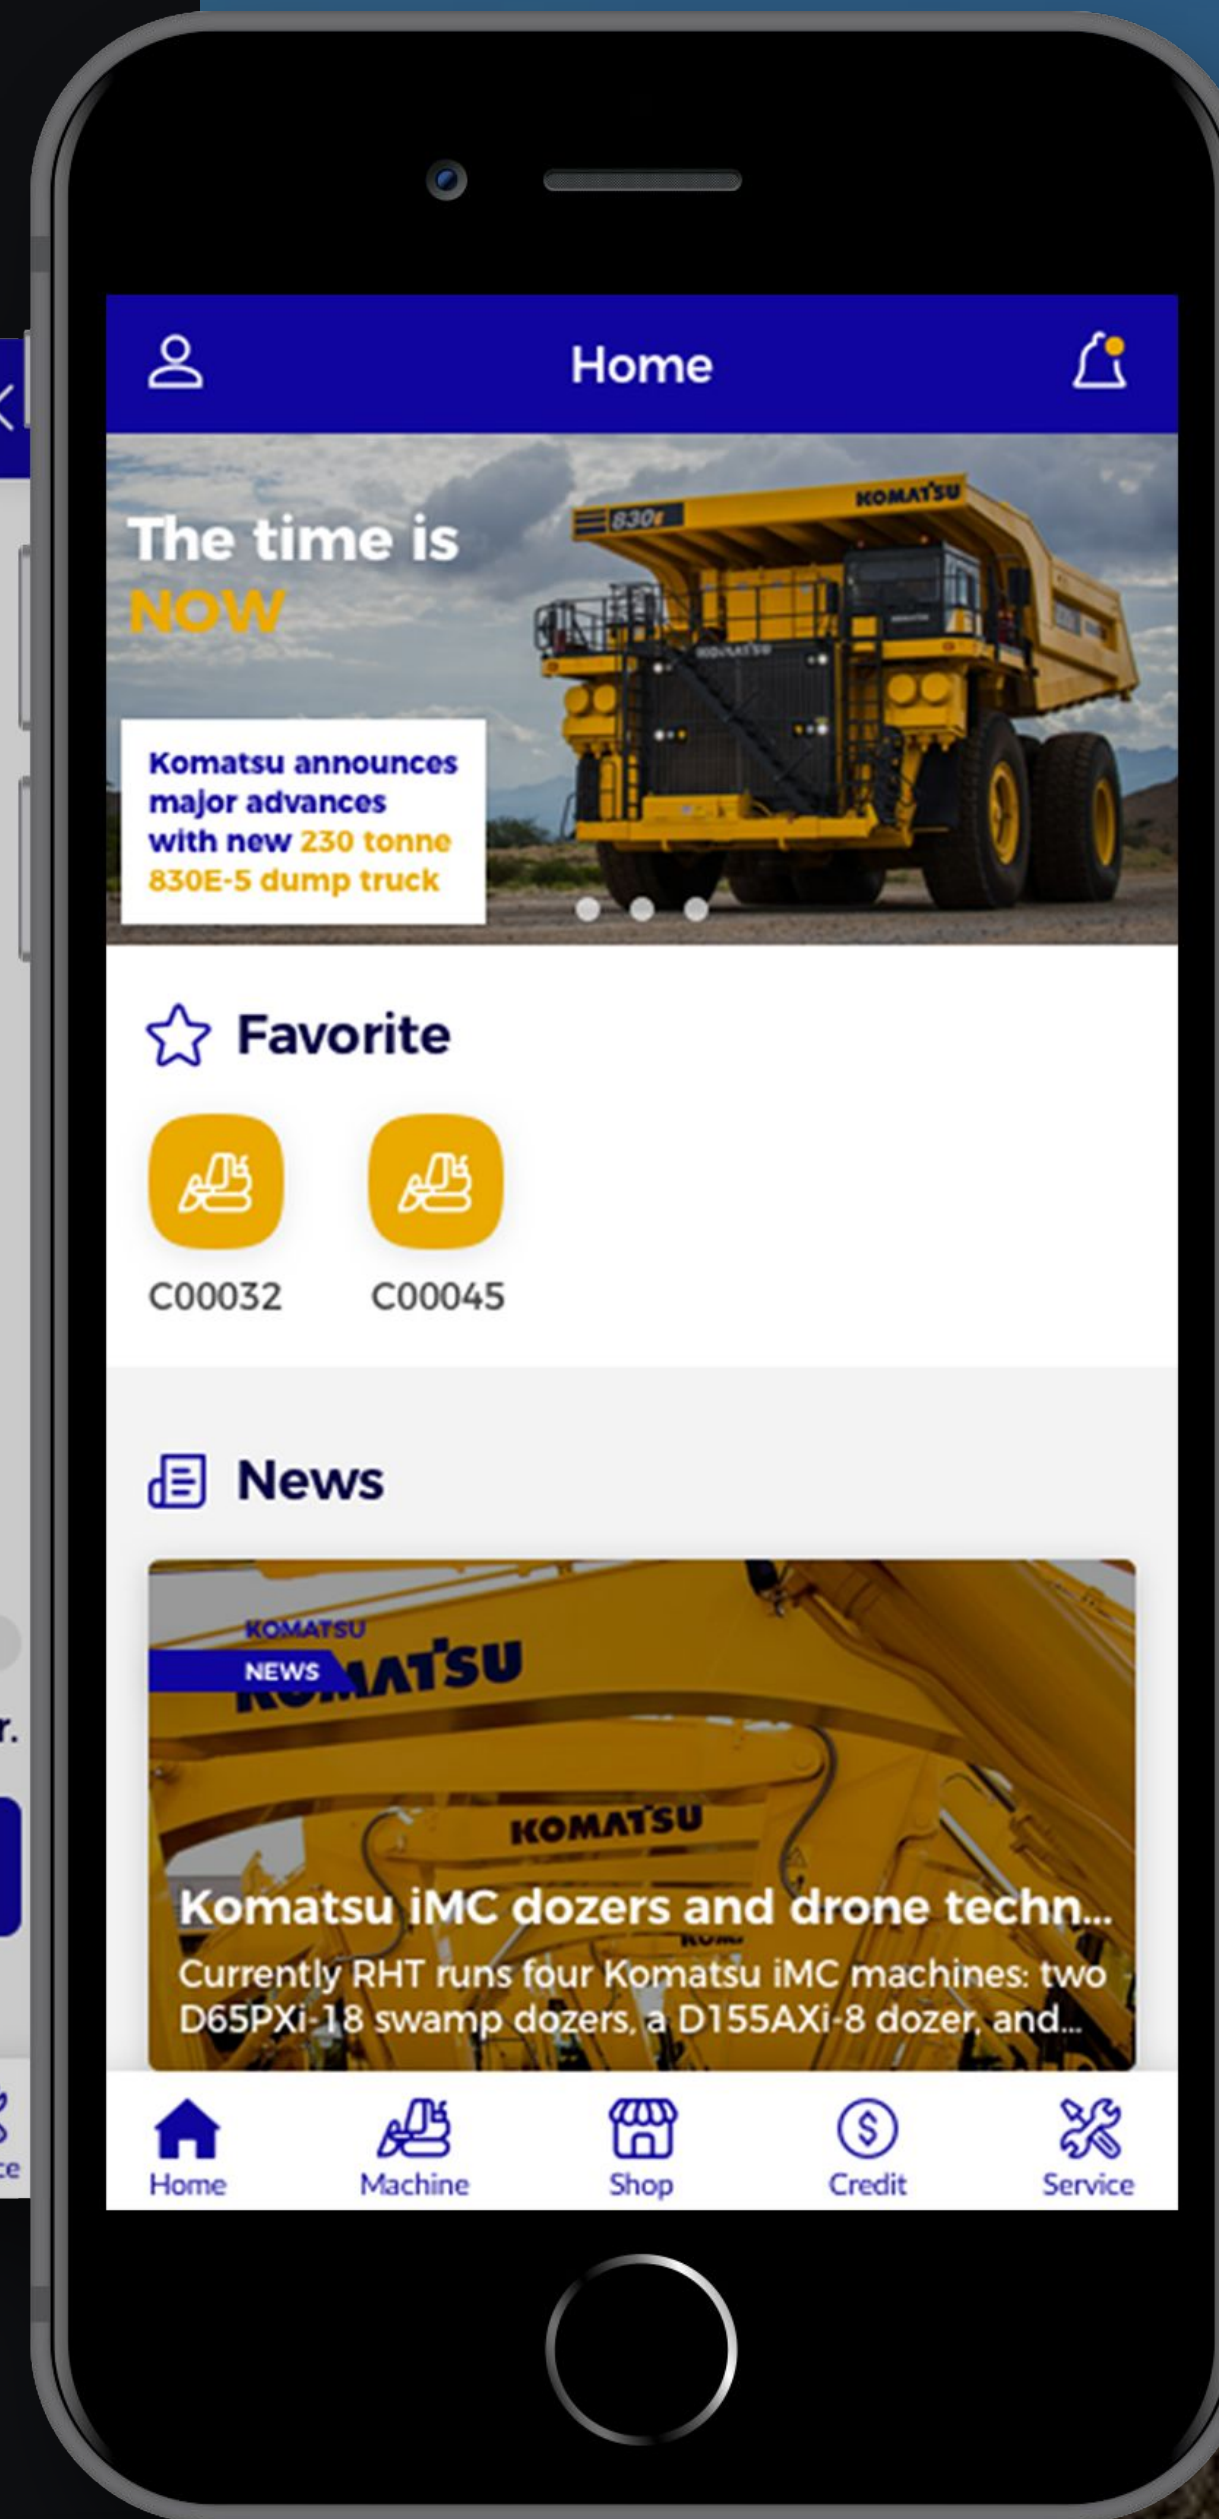 Home
KOMATSU
830E
The time is
NOW
KOMATSU
Komatsu announces
major advances
with new 230 tonne
830E-5 dump truck
Favorite
C00032
C00045
News
KOMATSU
NEWS
KOMATSU
KOMATSU
Komatsu iMC dozers and drone techn...
Currently RHT runs four Komatsu iMC machines: two
D65PXi-18 swamp dozers, a D155AXi-8 dozer, and...
Home
Machine
Shop
Credit
Service